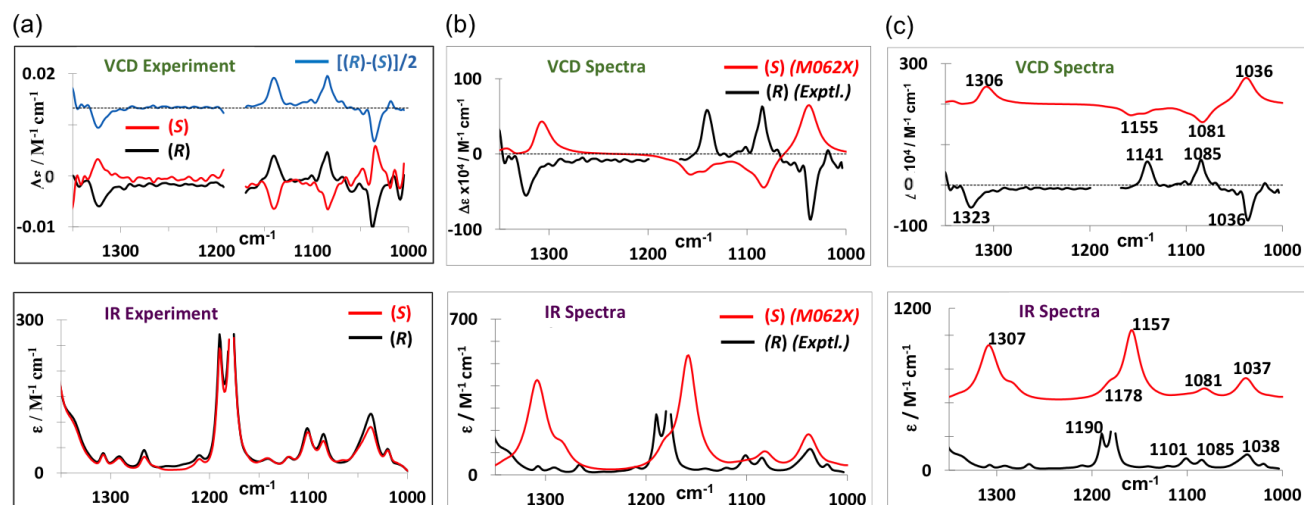 (a)
VCD Experiment
[(R)-(S)]/2
(S)
(R)
0.02
0
-0.01
Δε / M⁻¹ cm⁻¹
1300
1200
cm⁻¹
1100
1000
IR Experiment
(S)
(R)
300
0
ε / M⁻¹ cm⁻¹
1300
1200
cm⁻¹
1100
1000
(b)
VCD Spectra
(S) (M062X)
(R) (Exptl.)
100
0
-100
Δε x10⁴ / M⁻¹ cm⁻¹
1300
1200
cm⁻¹
1100
1000
IR Spectra
(S) (M062X)
(R) (Exptl.)
700
0
ε / M⁻¹ cm⁻¹
1300
1200
cm⁻¹
1100
1000
(c)
300
VCD Spectra
1306
1036
1155
1081
1141
1085
0
1323
1036
-100
10⁴ / M⁻¹ cm⁻¹
1300
1200
cm⁻¹
1100
1000
1200
IR Spectra
1307
1157
1178
1081
1037
1190
1101
1085
1038
0
ε / M⁻¹ cm⁻¹
1300
1200
cm⁻¹
1100
1000